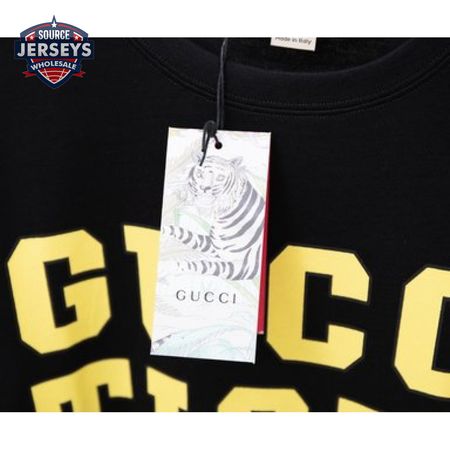 SOURCE
JERSEYS
WHOLESALE
Made in Italy
GUCCI
GUCC